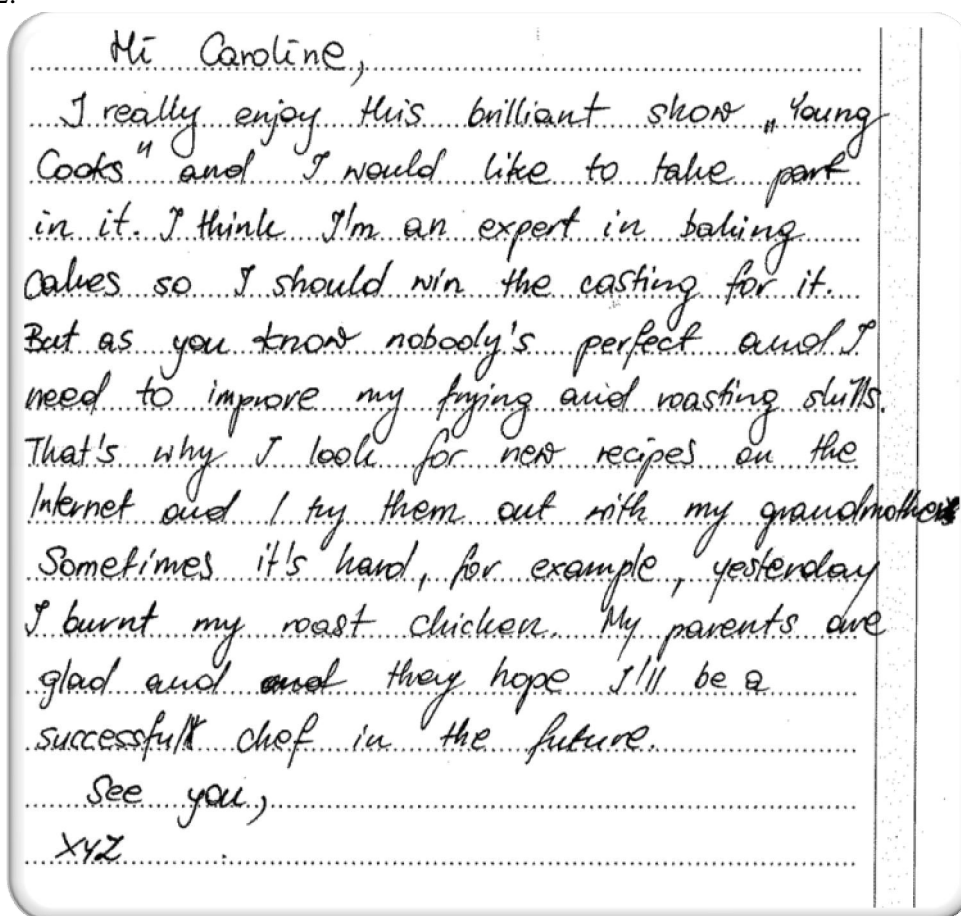 2.
Hi Caroline,
I really enjoy this brilliant show „Young
Cooks" and I would like to take part
in it. I think I'm an expert in baking
cakes so I should win the casting for it.
But as you know nobody's perfect and I
need to improve my frying and roasting skills.
That's why I look for new recipes on the
Internet and I try them out with my grandmother.
Sometimes it's hard, for example, yesterday
I burnt my roast chicken. My parents are
glad and they hope I'll be a
successful chef in the future.
See you,
XYZ